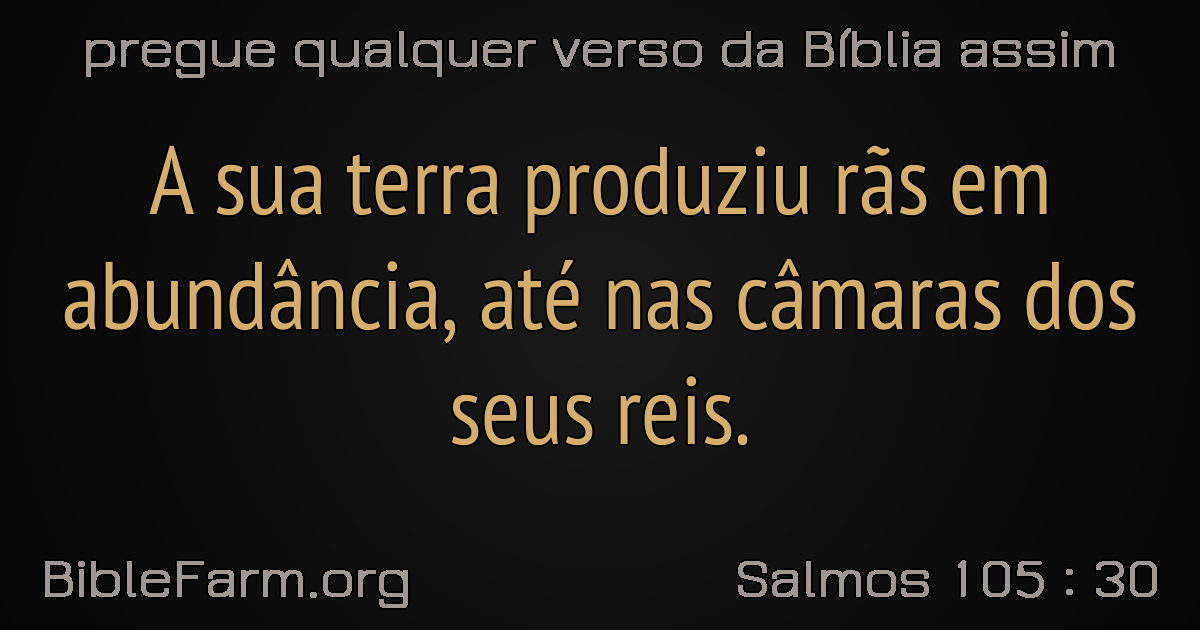 pregue qualquer verso da Bíblia assim
A sua terra produziu rãs em
abundância, até nas câmaras dos
seus reis.
BibleFarm.org
Salmos 105 : 30